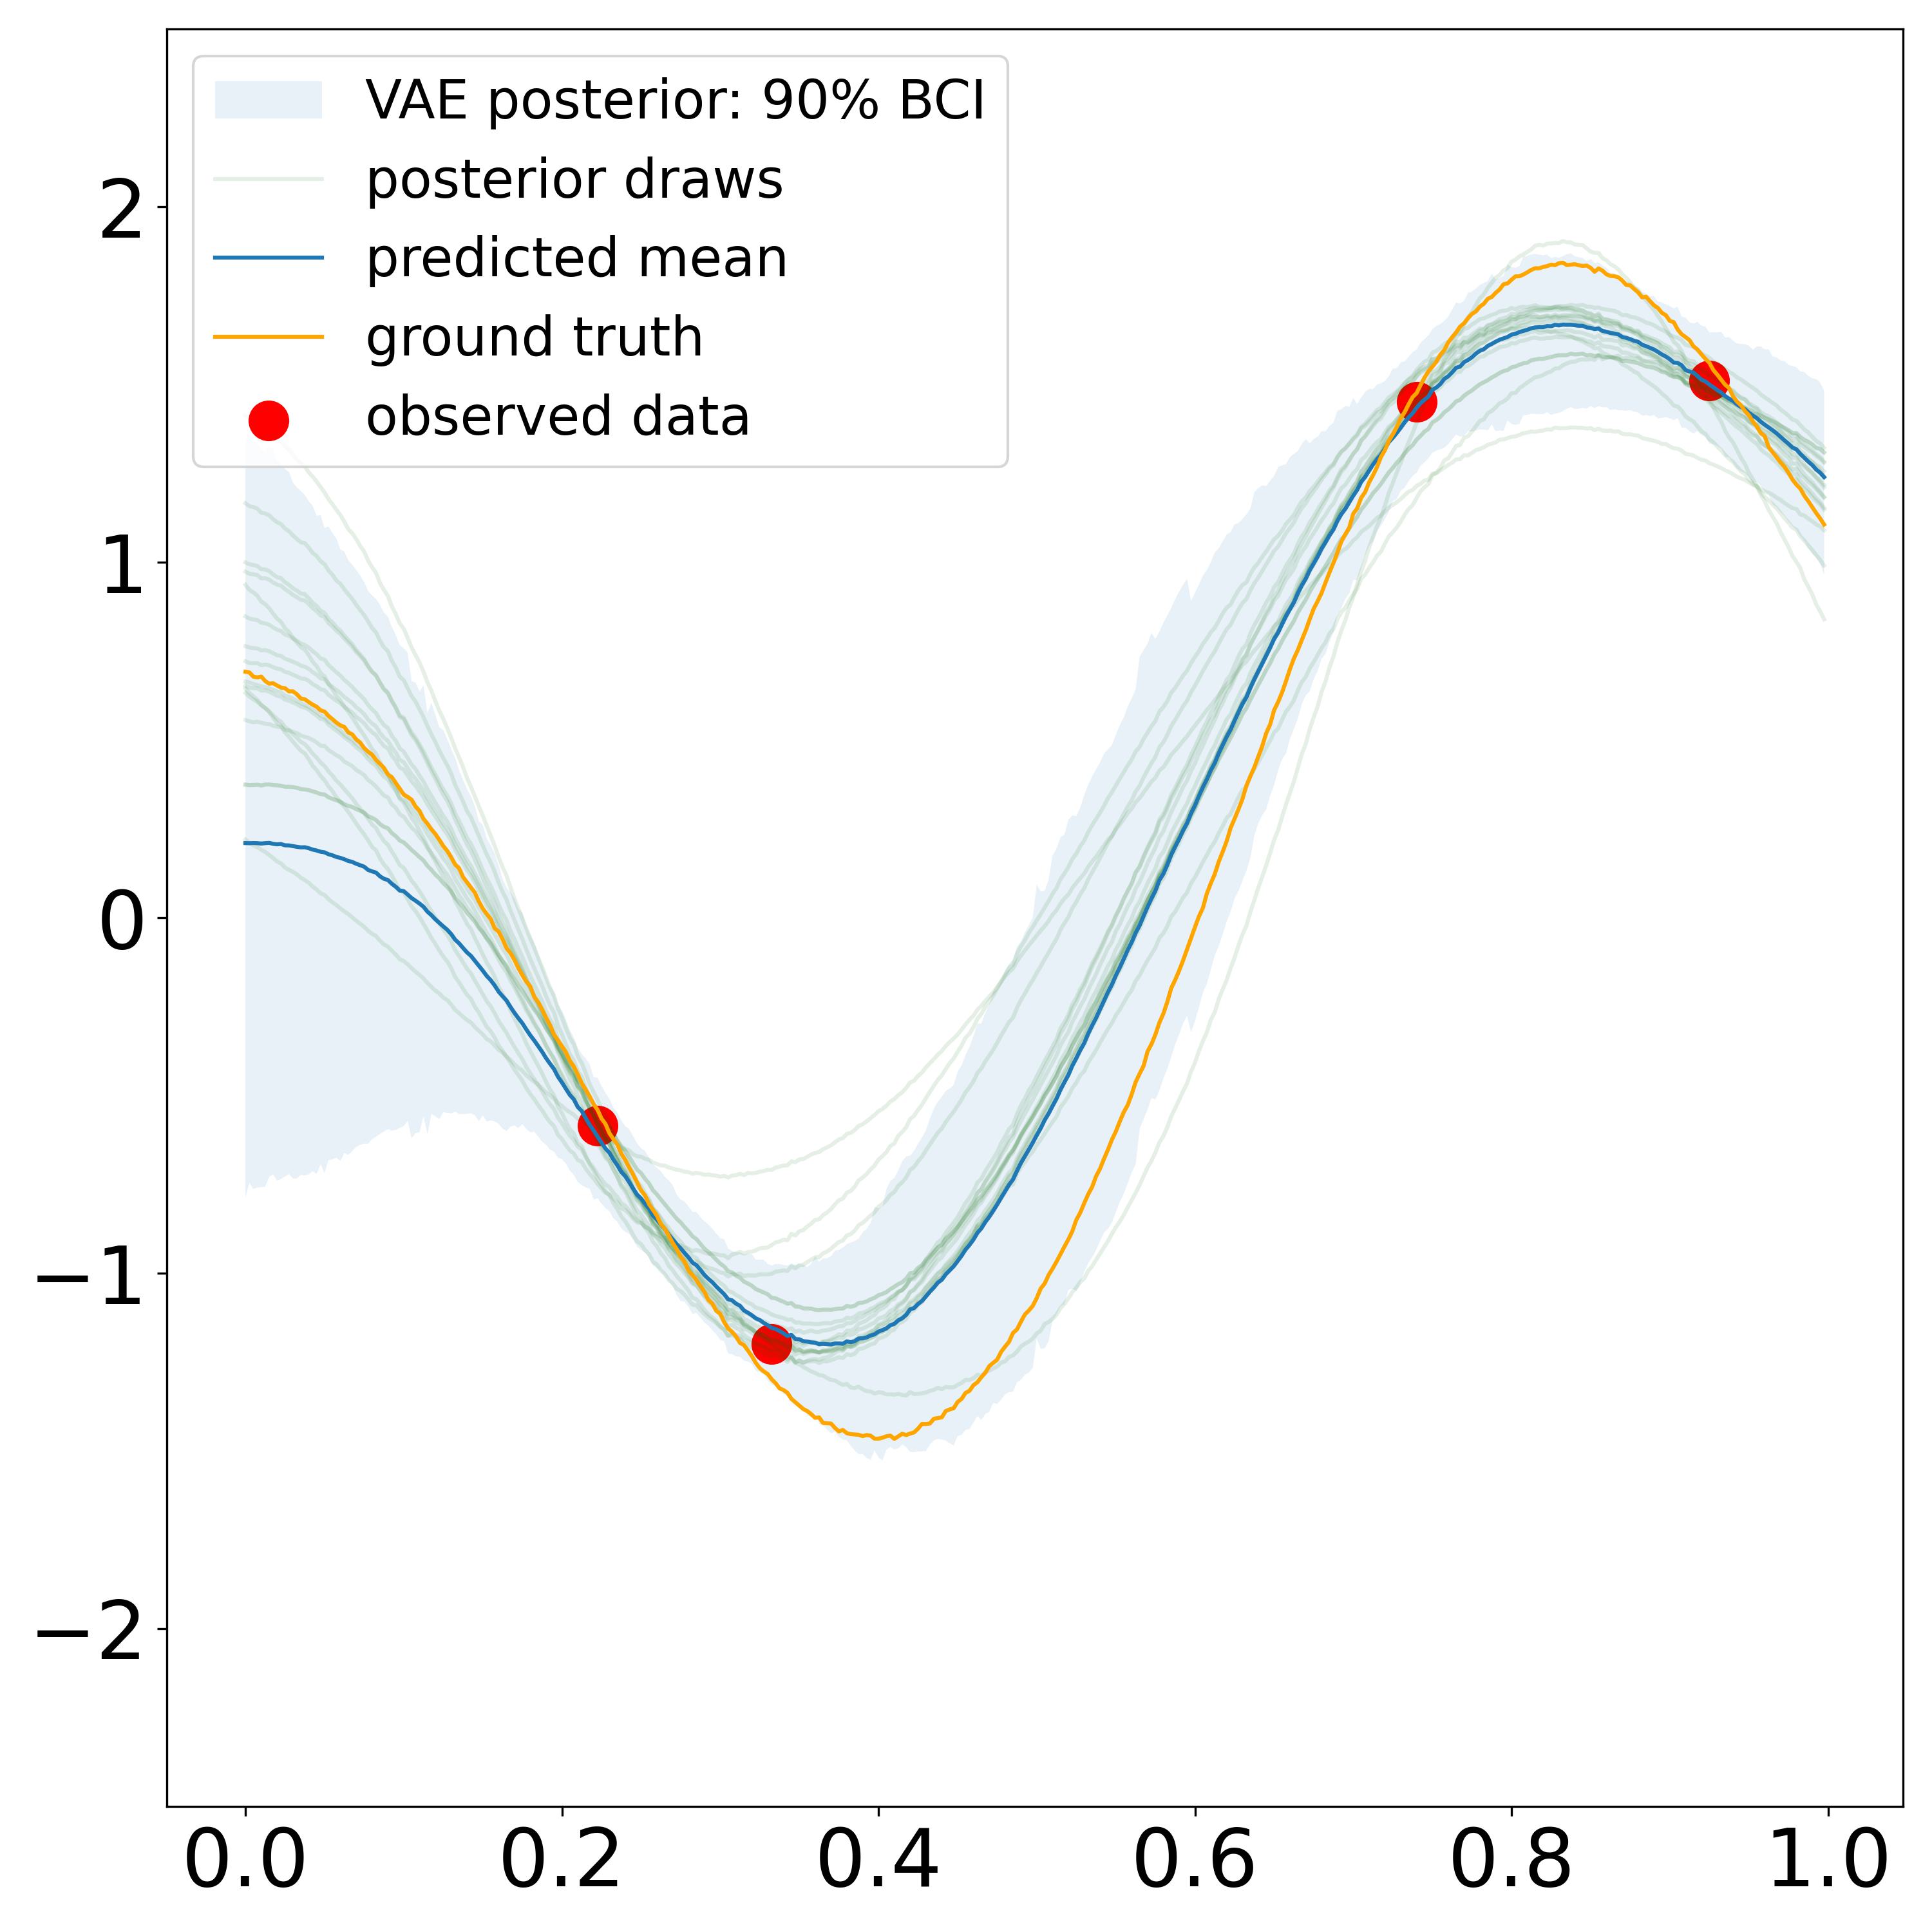 VAE posterior: 90% BCI
posterior draws
predicted mean
ground truth
observed data
2
1
0
−1
−2
0.0 0.2 0.4 0.6 0.8 1.0